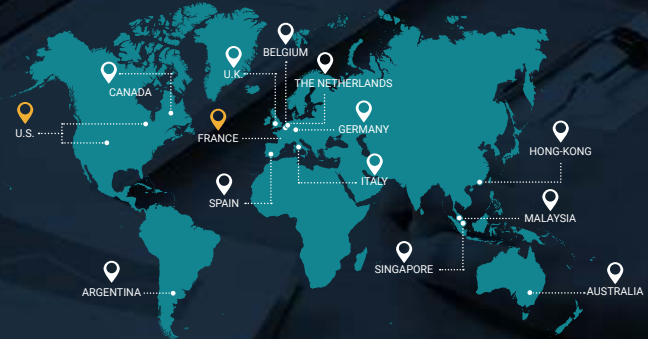 BELGIUM
U.K.
THE NETHERLANDS
CANADA
U.S.
FRANCE
GERMANY
HONG-KONG
ITALY
SPAIN
MALAYSIA
SINGAPORE
ARGENTINA
AUSTRALIA